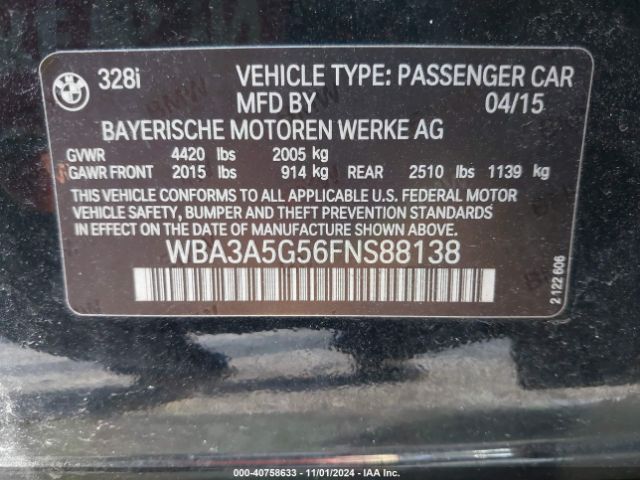 328i VEHICLE TYPE: PASSENGER CAR
MFD BY 04/15
BAYERISCHE MOTOREN WERKE AG
GVWR 4420 lbs 2005 kg
GAWR FRONT 2015 lbs 914 kg REAR 2510 lbs 1139 kg
THIS VEHICLE CONFORMS TO ALL APPLICABLE U.S. FEDERAL MOTOR
VEHICLE SAFETY, BUMPER AND THEFT PREVENTION STANDARDS
IN EFFECT ON THE DATE OF MANUFACTURE SHOWN ABOVE.
WBA3A5G56FNS88138
2 122 606
000-40758633 - 11/01/2024 - IAA Inc.